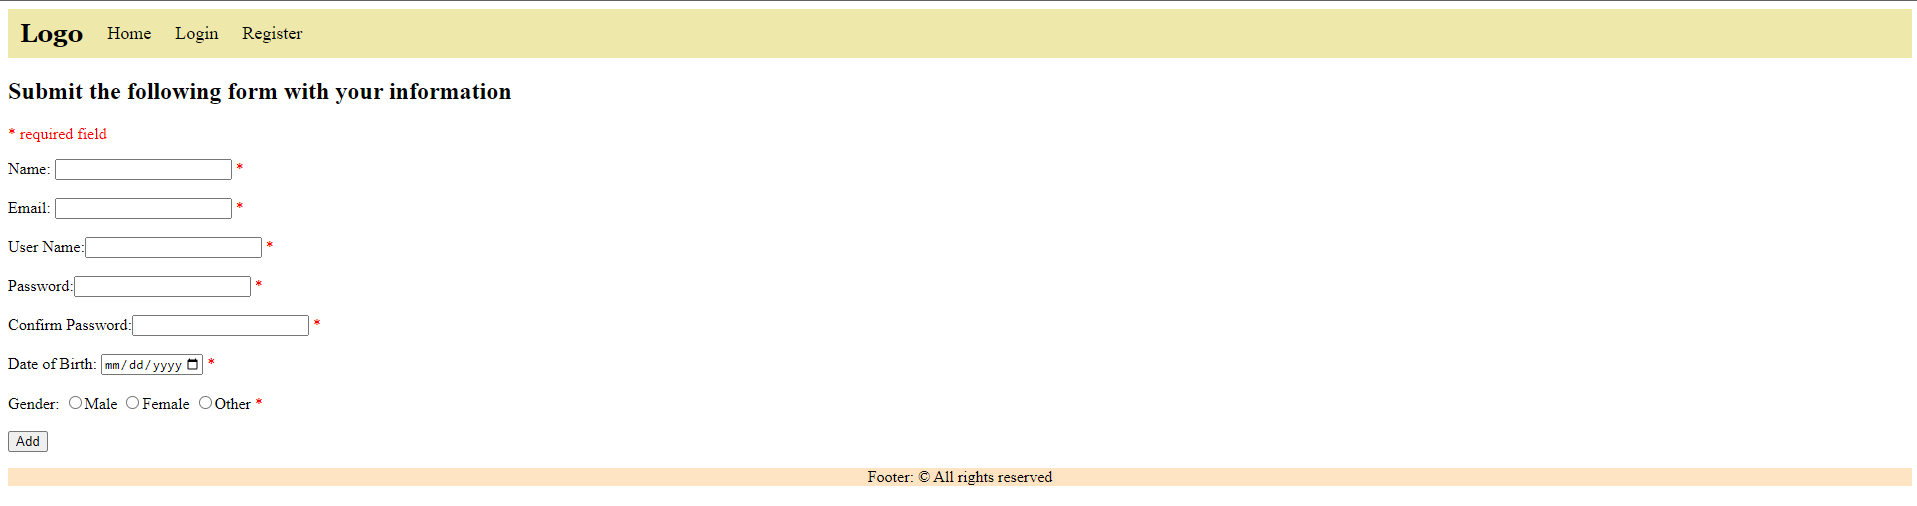 Logo Home Login Register
Submit the following form with your information
* required field
Name: *
Email: *
User Name: *
Password: *
Confirm Password: *
Date of Birth: mm/dd/yyyy *
Gender: Male Female Other *
Add
Footer: © All rights reserved